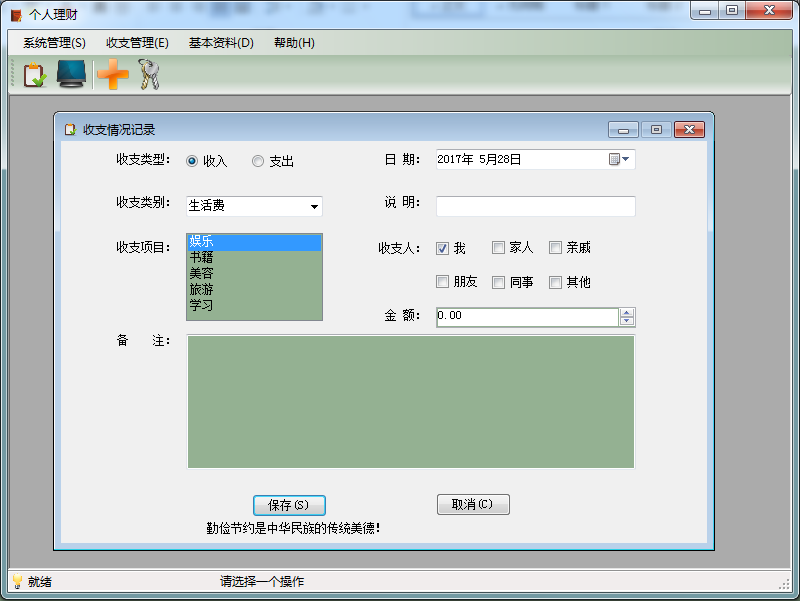 个人理财
系统管理(S) 收支管理(E) 基本资料(D) 帮助(H)
收支情况记录
收支类型： 收入 支出 日 期： 2017年 5月28日
收支类别： 生活费 说 明：
收支项目： 娱乐 收支人： 我 家人 亲戚
书籍
美容
旅游 朋友 同事 其他
学习
金 额： 0.00
备 注：
保存(S) 取消(C)
勤俭节约是中华民族的传统美德!
就绪 请选择一个操作